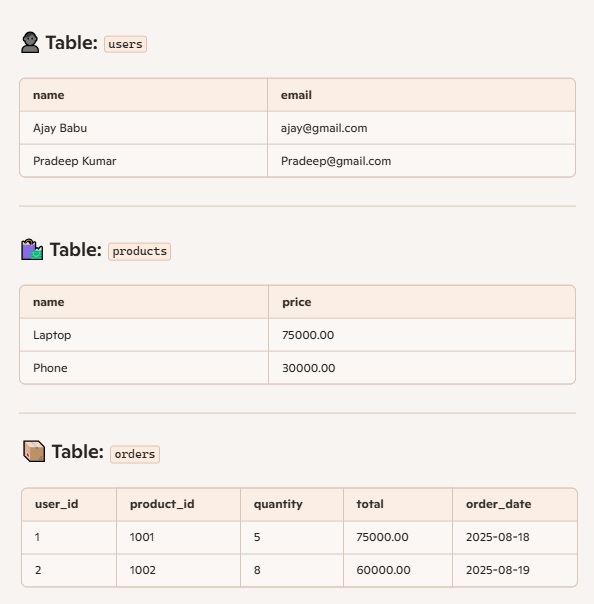 Table: users
name email
Ajay Babu ajay@gmail.com
Pradeep Kumar Pradeep@gmail.com
Table: products
name price
Laptop 75000.00
Phone 30000.00
Table: orders
user_id product_id quantity total order_date
1 1001 5 75000.00 2025-08-18
2 1002 8 60000.00 2025-08-19